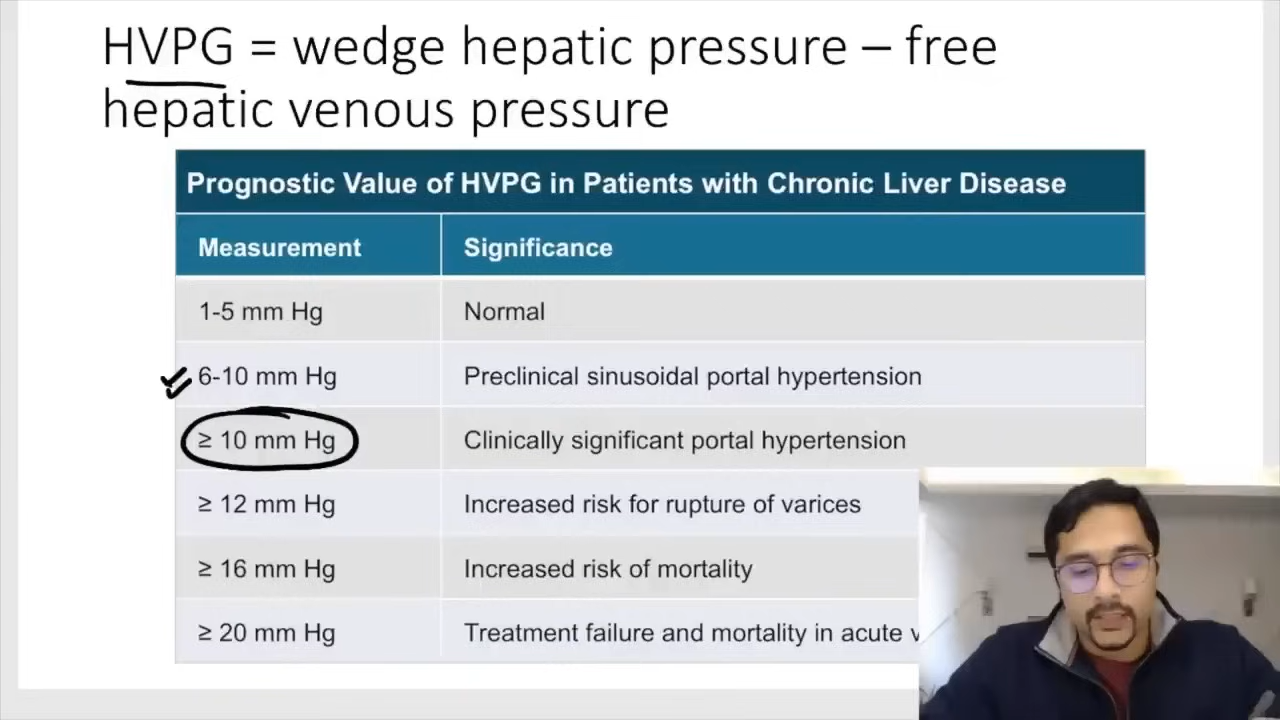 HVPG = wedge hepatic pressure – free
hepatic venous pressure
Prognostic Value of HVPG in Patients with Chronic Liver Disease
Measurement Significance
1-5 mm Hg Normal
6-10 mm Hg Preclinical sinusoidal portal hypertension
≥ 10 mm Hg Clinically significant portal hypertension
≥ 12 mm Hg Increased risk for rupture of varices
≥ 16 mm Hg Increased risk of mortality
≥ 20 mm Hg Treatment failure and mortality in acute